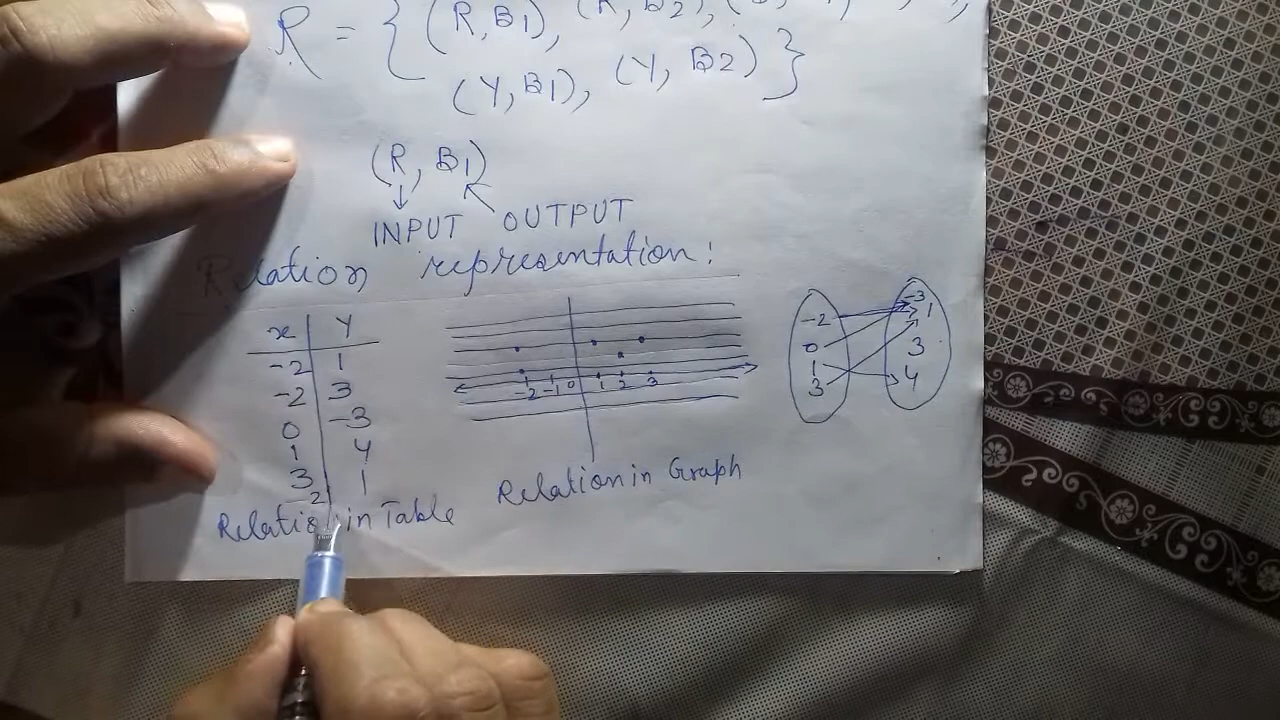 R = { (R,B1), (R,B2), (
(Y,B1), (Y, B2) }
(R, B1)
INPUT OUTPUT
Relation representation:
x Y
-2 1
-2 3
0 -3
1 4
3 1
-2
Relation in Table
-2 -1 0 1 2 3
Relation in Graph
-2
0
1
3
-3
1
3
4